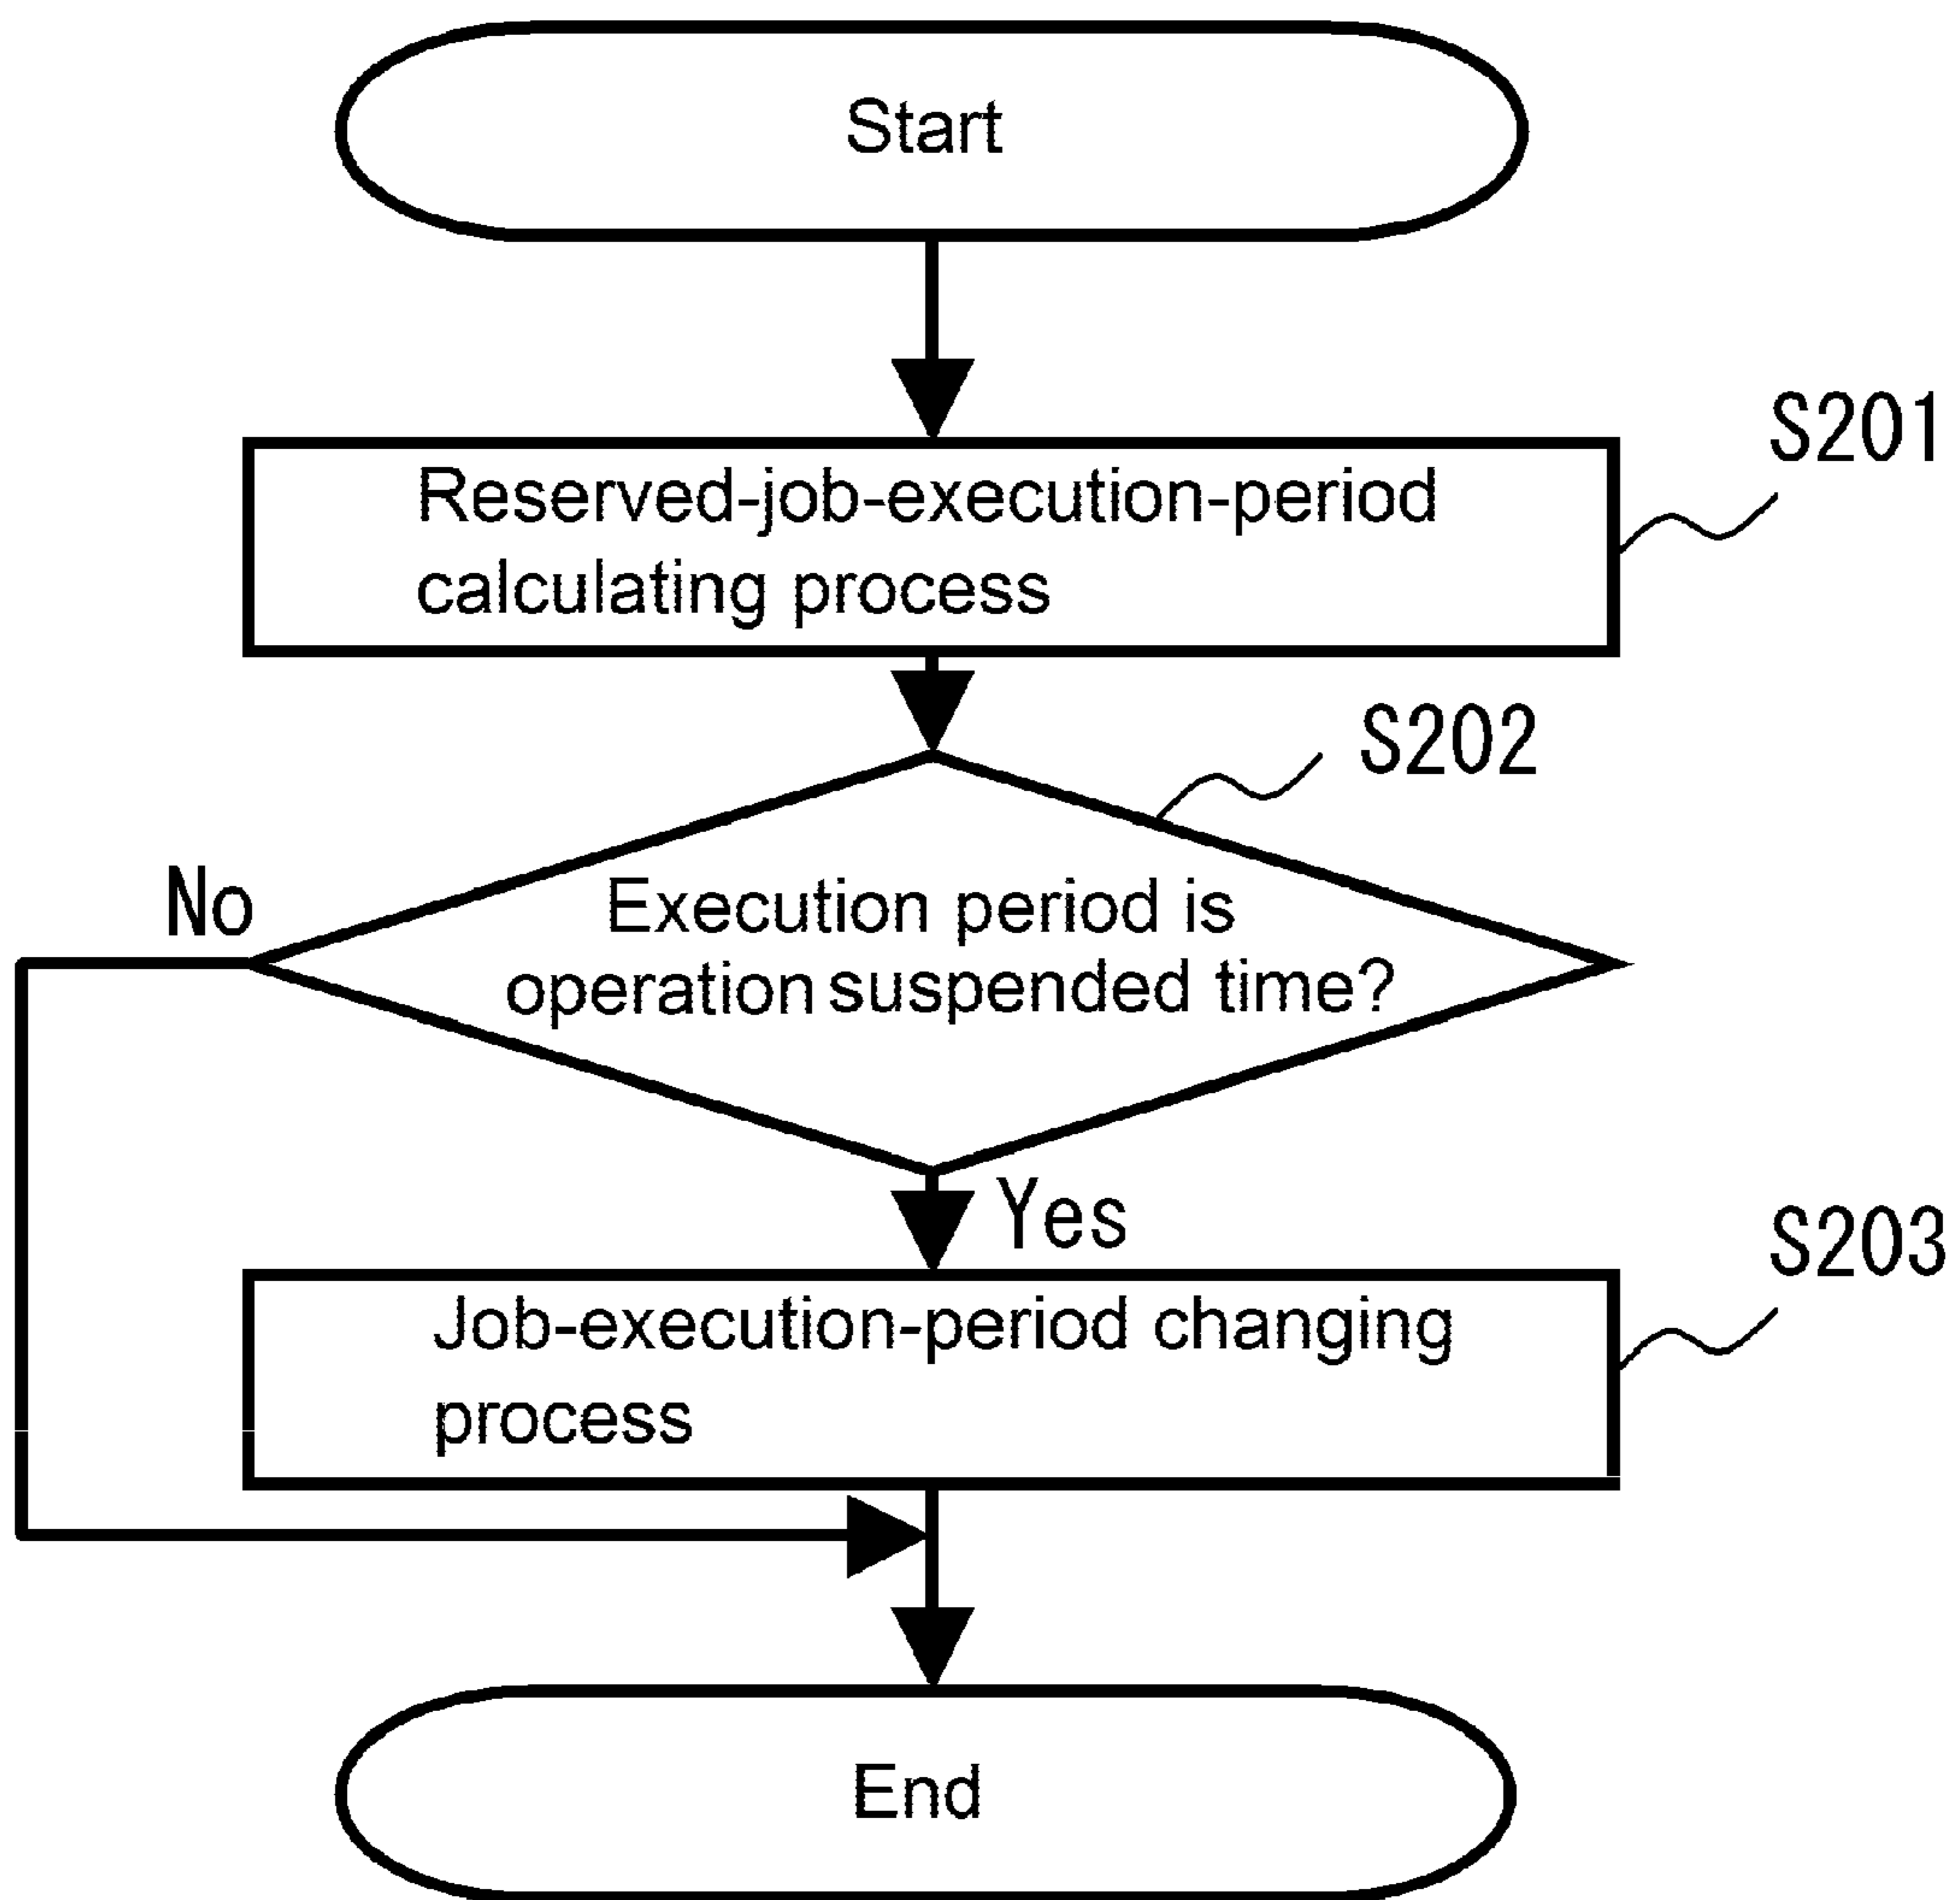 Start
S201
Reserved-job-execution-period
calculating process
S202
No
Execution period is
operation suspended time?
Yes
S203
Job-execution-period changing
process
End